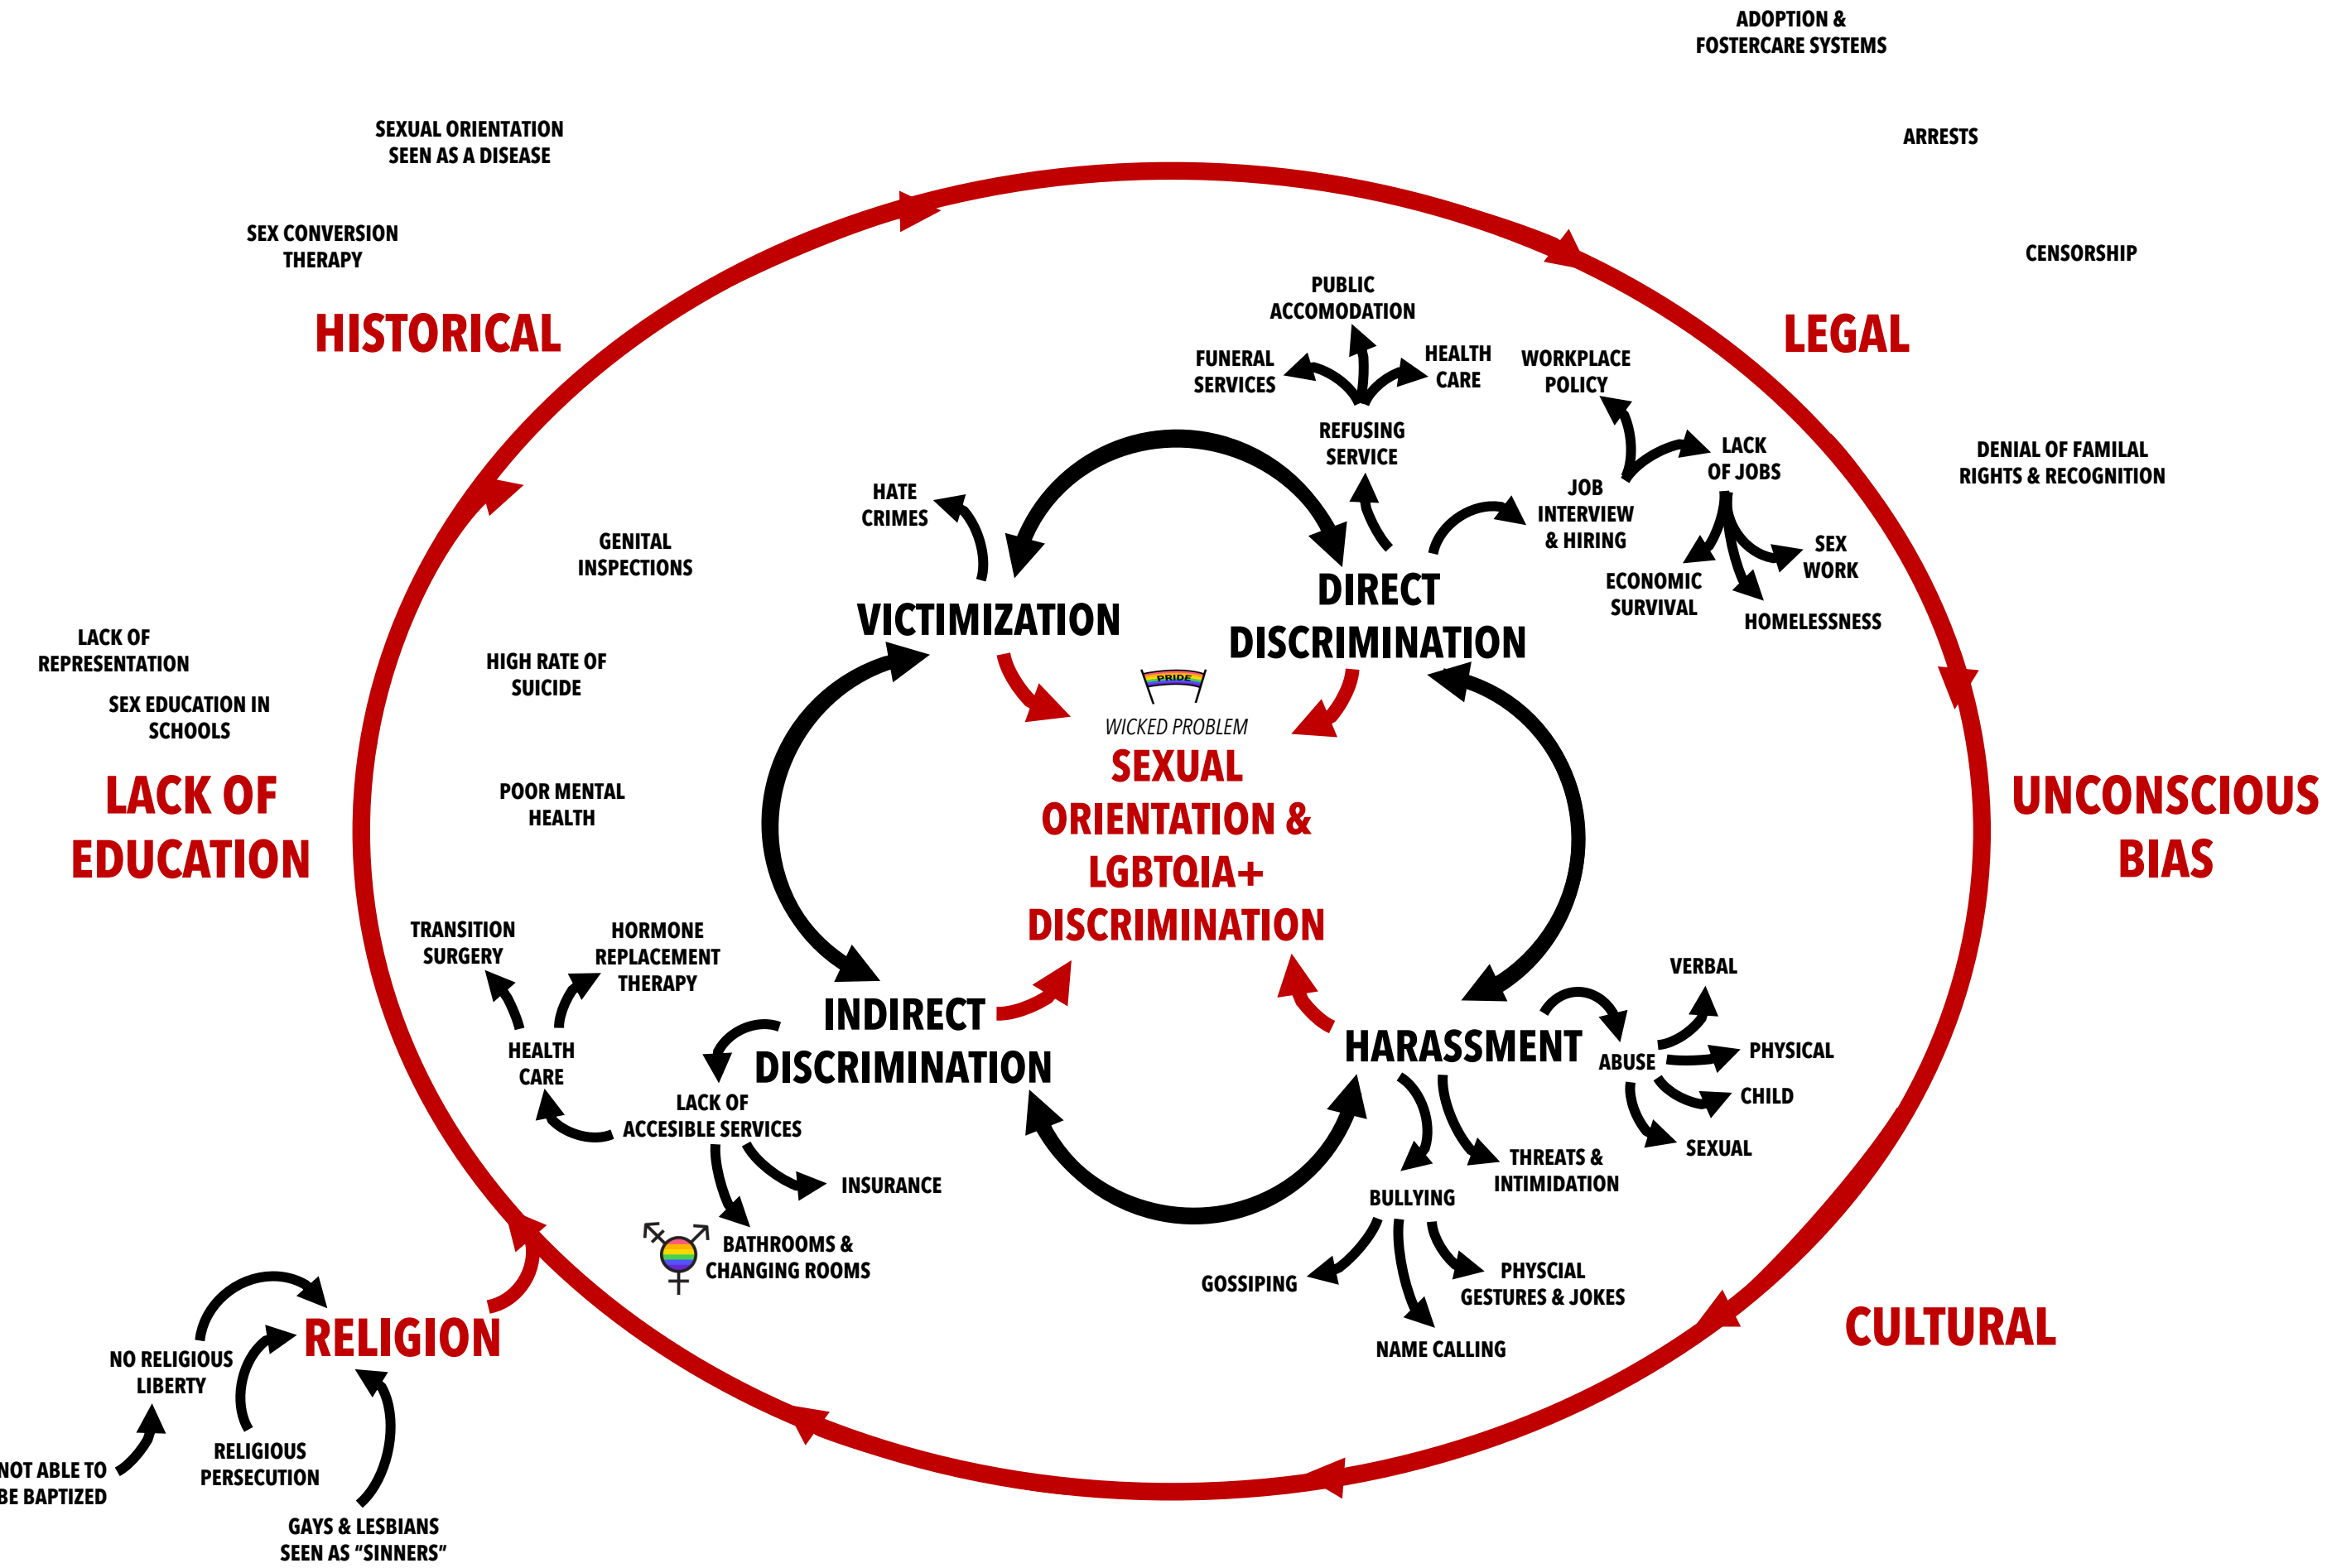 ADOPTION &
FOSTERCARE SYSTEMS
SEXUAL ORIENTATION
SEEN AS A DISEASE
ARRESTS
SEX CONVERSION
THERAPY
CENSORSHIP
HISTORICAL
LEGAL
PUBLIC
ACCOMODATION
FUNERAL
SERVICES
HEALTH
CARE
WORKPLACE
POLICY
REFUSING
SERVICE
LACK
OF JOBS
DENIAL OF FAMILAL
RIGHTS & RECOGNITION
HATE
CRIMES
JOB
INTERVIEW
& HIRING
GENITAL
INSPECTIONS
SEX
WORK
ECONOMIC
SURVIVAL
HOMELESSNESS
VICTIMIZATION
DIRECT
DISCRIMINATION
LACK OF
REPRESENTATION
HIGH RATE OF
SUICIDE
SEX EDUCATION IN
SCHOOLS
PRIDE
WICKED PROBLEM
SEXUAL
ORIENTATION &
LGBTQIA+
DISCRIMINATION
LACK OF
EDUCATION
POOR MENTAL
HEALTH
UNCONSCIOUS
BIAS
TRANSITION
SURGERY
HORMONE
REPLACEMENT
THERAPY
HEALTH
CARE
INDIRECT
DISCRIMINATION
LACK OF
ACCESIBLE SERVICES
INSURANCE
BATHROOMS &
CHANGING ROOMS
HARASSMENT
ABUSE
VERBAL
PHYSICAL
CHILD
SEXUAL
THREATS &
INTIMIDATION
BULLYING
GOSSIPING
PHYSCIAL
GESTURES & JOKES
NAME CALLING
CULTURAL
RELIGION
NO RELIGIOUS
LIBERTY
RELIGIOUS
PERSECUTION
NOT ABLE TO
BE BAPTIZED
GAYS & LESBIANS
SEEN AS “SINNERS”